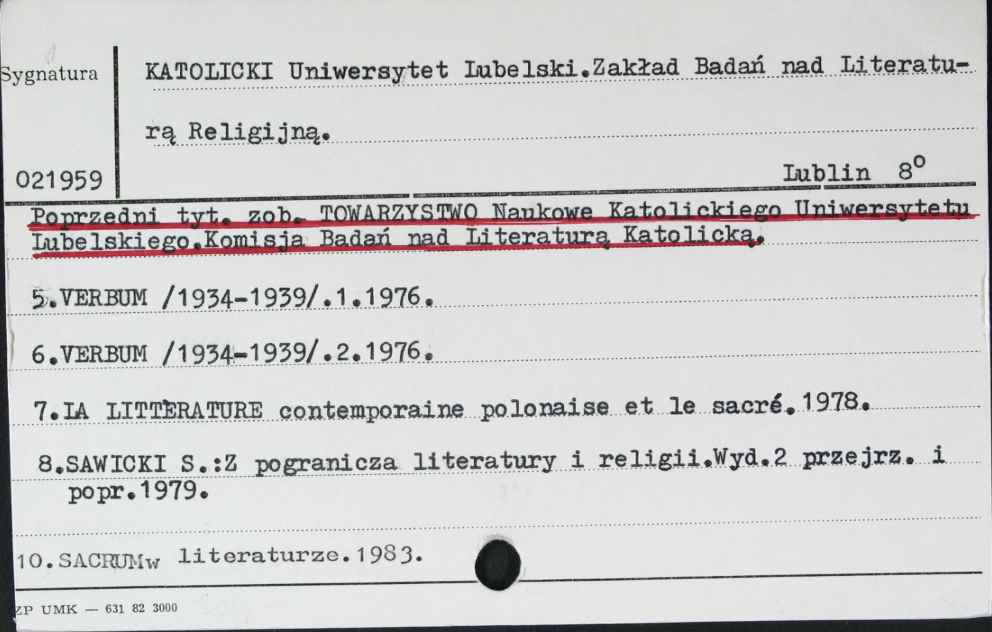 Sygnatura
KATOLICKI Uniwersytet Lubelski.Zakład Badań nad Literatu-
rą Religijną.
021959
Lublin 8º
Poprzedni tyt. zob. TOWARZYSTWO Naukowe Katolickiego Uniwersytetu
Lubelskiego.Komisja Badań nad Literaturą Katolicką.
5.VERBUM /1934-1939/.1.1976.
6.VERBUM /1934-1939/.2.1976.
7.LA LITTÈRATURE contemporaine polonaise et le sacré.1978.
8.SAWICKI S.:Z pogranicza literatury i religii.Wyd.2 przejrz. i
popr.1979.
10.SACRUMw literaturze.1983.
ZP UMK — 631 82 3000